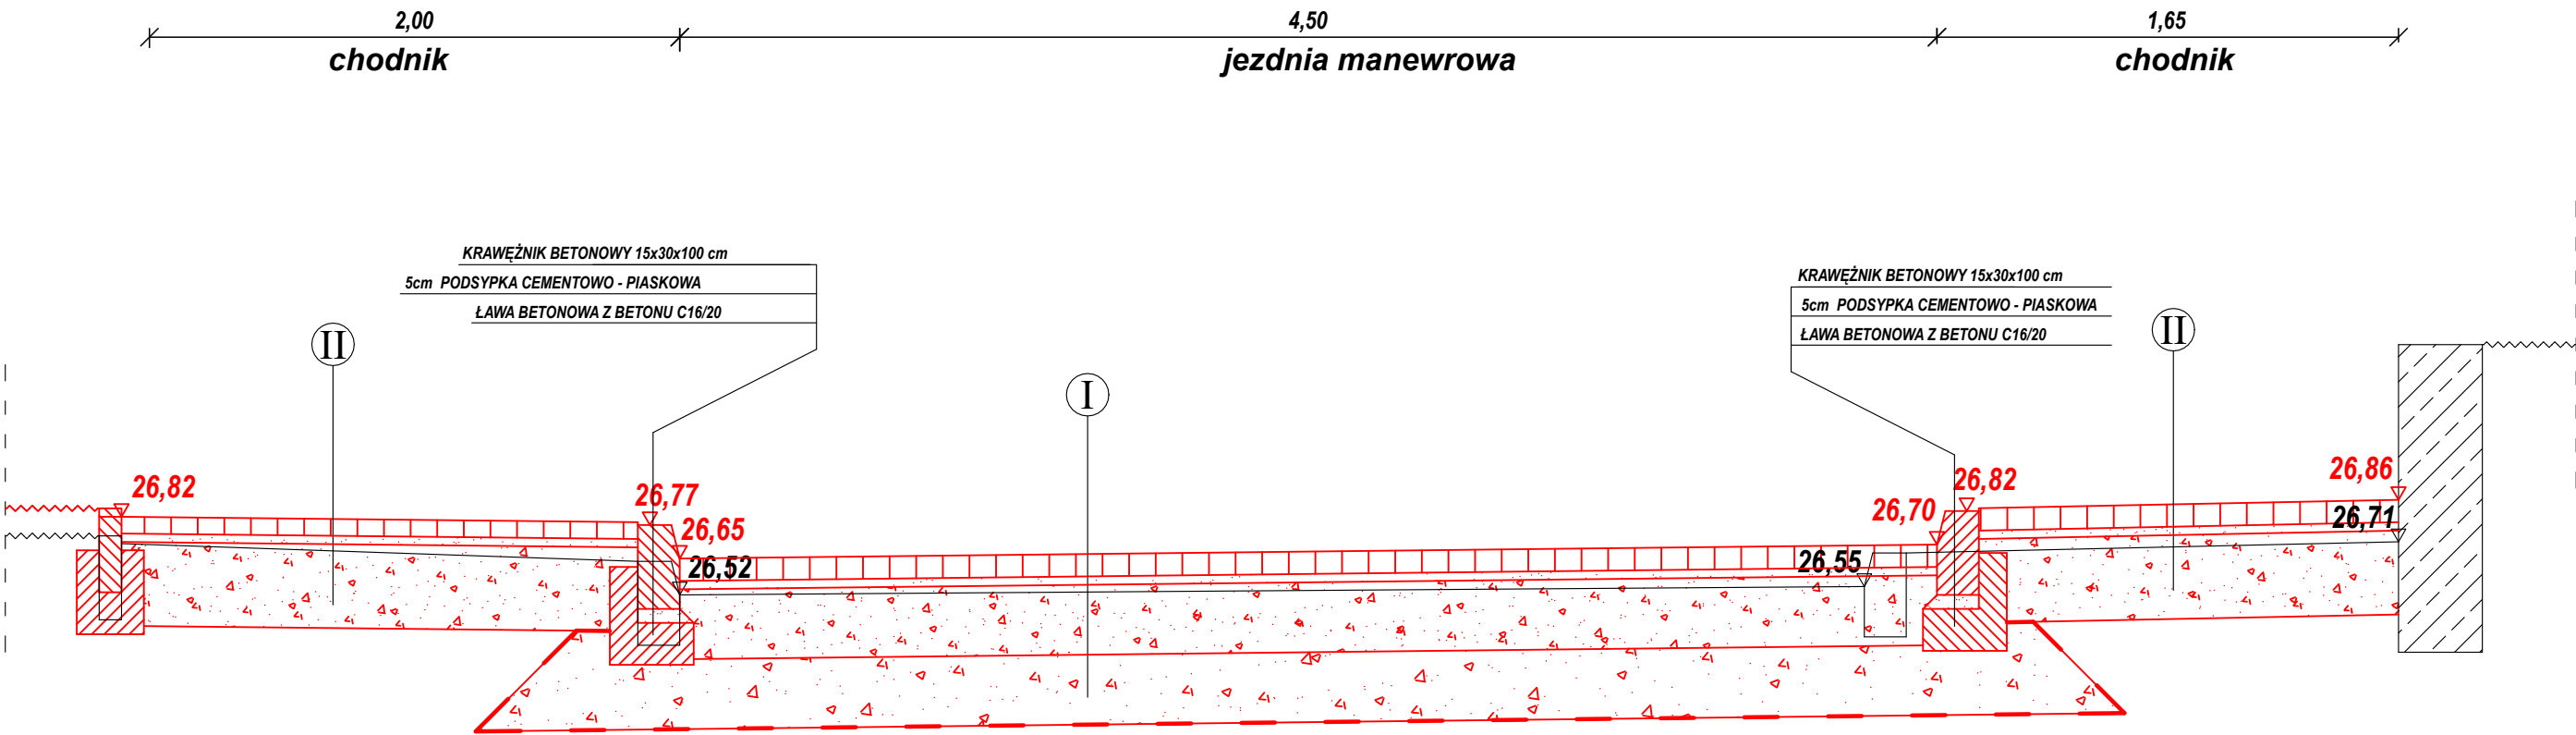 2,00
4,50
1,65
chodnik
jezdnia manewrowa
chodnik
KRAWĘŻNIK BETONOWY 15x30x100 cm
5cm PODSYPKA CEMENTOWO - PIASKOWA
ŁAWA BETONOWA Z BETONU C16/20
KRAWĘŻNIK BETONOWY 15x30x100 cm
5cm PODSYPKA CEMENTOWO - PIASKOWA
ŁAWA BETONOWA Z BETONU C16/20
II
I
II
26,82
26,77
26,65
26,52
26,70
26,55
26,82
26,86
26,71